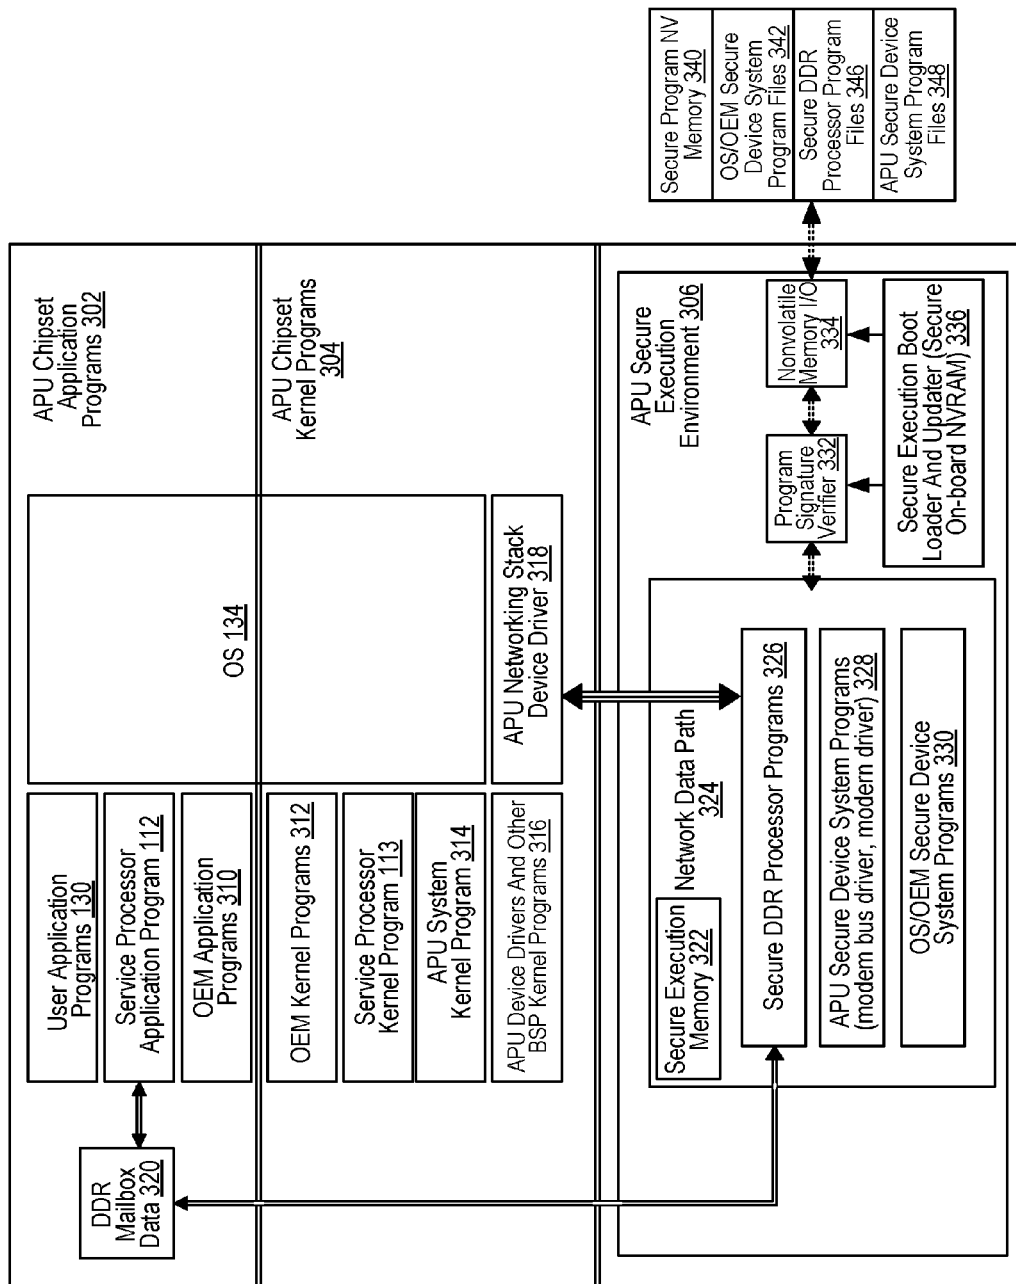 User Application
Programs 130
Service Processor
Application Program 112
OEM Application
Programs 310
OS 134
APU Chipset
Application
Programs 302
DDR
Mailbox
Data 320
OEM Kernel Programs 312
Service Processor
Kernel Program 113
APU System
Kernel Program 314
APU Device Drivers And Other
BSP Kernel Programs 316
APU Networking Stack
Device Driver 318
APU Chipset
Kernel Programs
304
Secure Execution
Memory 322
Network Data Path
324
Secure DDR Processor Programs 326
APU Secure Device System Programs
(modem bus driver, modern driver) 328
OS/OEM Secure Device
System Programs 330
APU Secure
Execution
Environment 306
Program
Signature
Verifier 332
Nonvolatile
Memory I/O
334
Secure Execution Boot
Loader And Updater (Secure
On-board NVRAM) 336
Secure Program NV
Memory 340
OS/OEM Secure
Device System
Program Files 342
Secure DDR
Processor Program
Files 346
APU Secure Device
System Program
Files 348